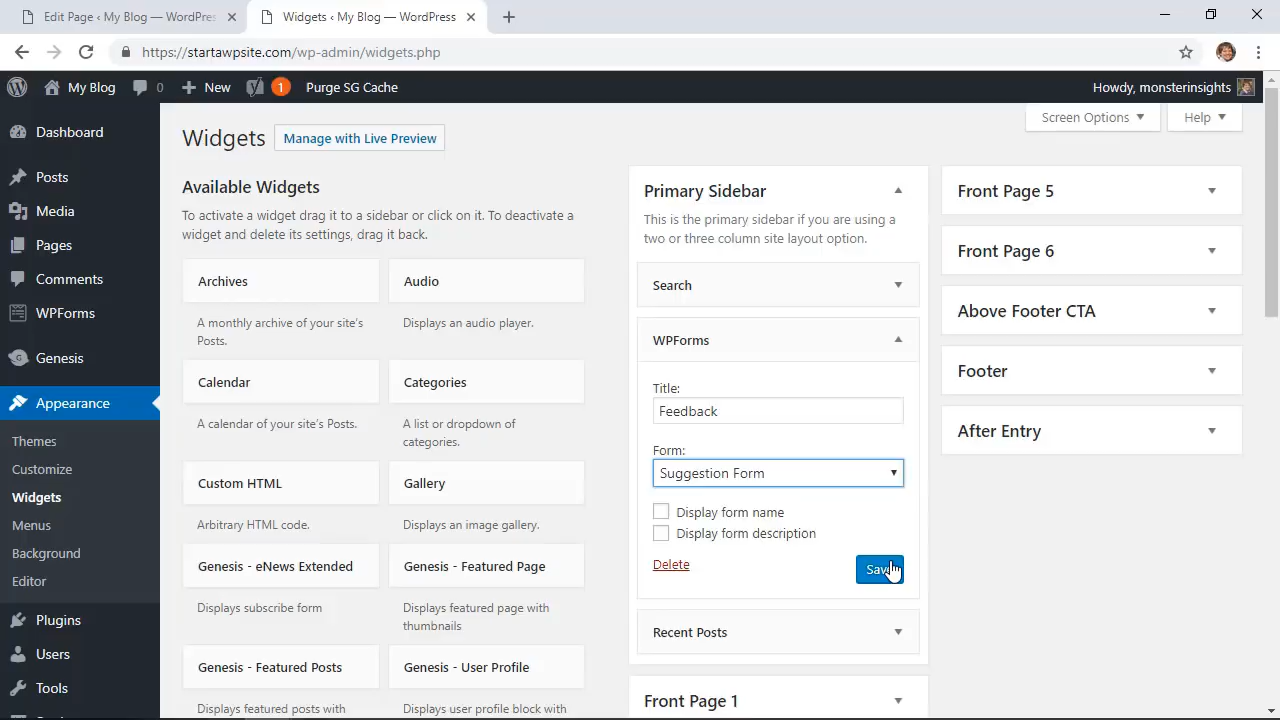 Edit Page ‹ My Blog — WordPres
Widgets ‹ My Blog — WordPress
https://startawpsite.com/wp-admin/widgets.php
My Blog
0
New
1
Purge SG Cache
Howdy, monsterinsights
Dashboard
Posts
Media
Pages
Comments
WPForms
Genesis
Appearance
Themes
Customize
Widgets
Menus
Background
Editor
Plugins
Users
Tools
Widgets
Manage with Live Preview
Screen Options
Help
Available Widgets
To activate a widget drag it to a sidebar or click on it. To deactivate a
widget and delete its settings, drag it back.
Archives
A monthly archive of your site's
Posts.
Audio
Displays an audio player.
Calendar
A calendar of your site's Posts.
Categories
A list or dropdown of
categories.
Custom HTML
Arbitrary HTML code.
Gallery
Displays an image gallery.
Genesis - eNews Extended
Displays subscribe form
Genesis - Featured Page
Displays featured page with
thumbnails
Genesis - Featured Posts
Displays featured posts with
Genesis - User Profile
Displays user profile block with
Primary Sidebar
This is the primary sidebar if you are using a
two or three column site layout option.
Search
WPForms
Title:
Feedback
Form:
Suggestion Form
Display form name
Display form description
Delete
Save
Recent Posts
Front Page 1
Front Page 5
Front Page 6
Above Footer CTA
Footer
After Entry